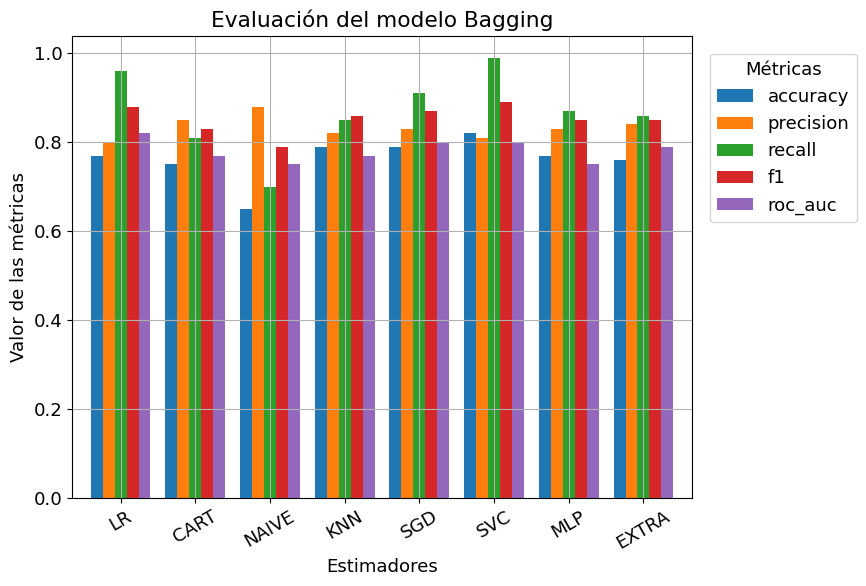 Evaluación del modelo Bagging
Valor de las métricas
1.0
0.8
0.6
0.4
0.2
0.0
LR
CART
NAIVE
KNN
SGD
SVC
MLP
EXTRA
Estimadores
Métricas
accuracy
precision
recall
f1
roc_auc